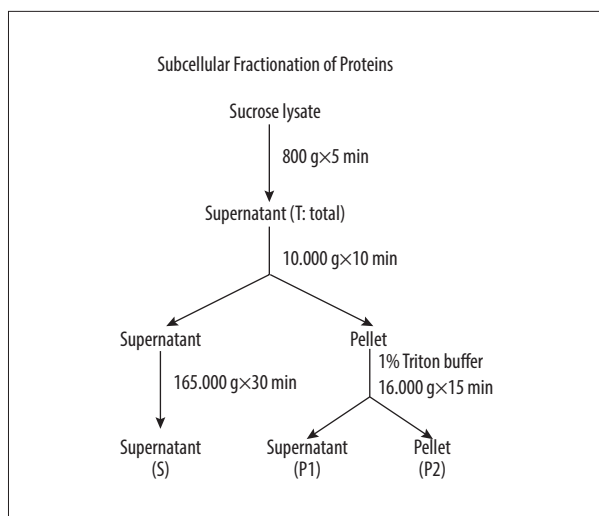 Subcellular Fractionation of Proteins
Sucrose lysate
800 g×5 min
Supernatant (T: total)
10.000 g×10 min
Supernatant
Pellet
165.000 g×30 min
1% Triton buffer
16.000 g×15 min
Supernatant
(S)
Supernatant
(P1)
Pellet
(P2)